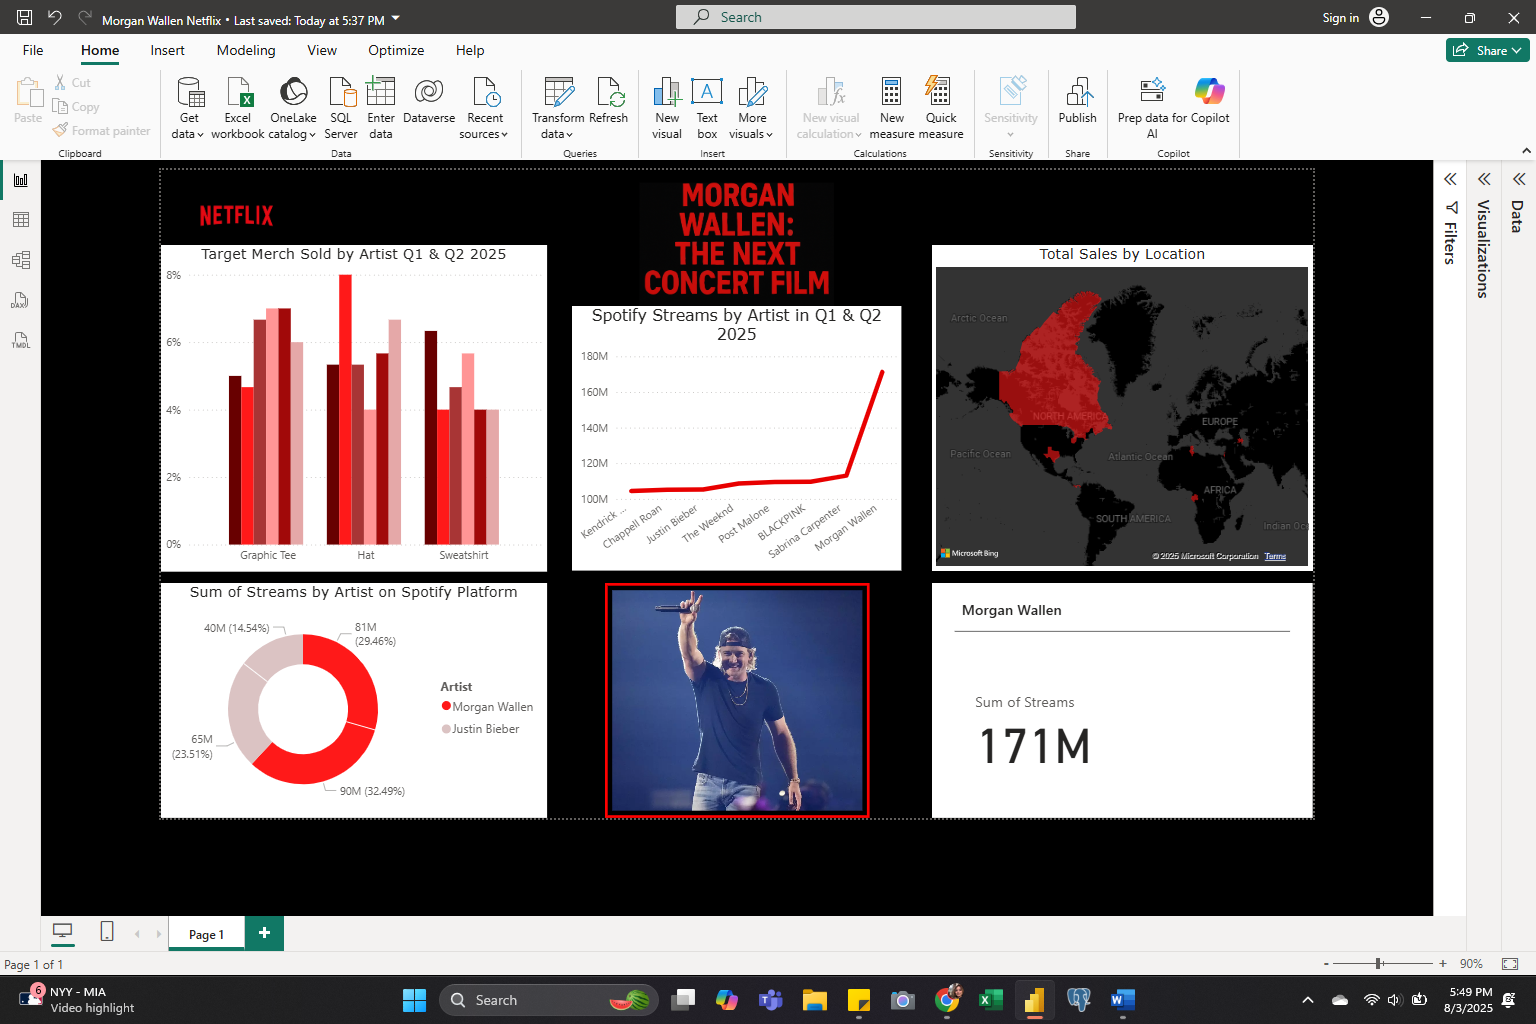 Morgan Wallen Netflix • Last saved: Today at 5:37 PM
Search
Sign in
File Home Insert Modeling View Optimize Help
Share
Paste
Cut
Copy
Format painter
Clipboard
Get data
Excel workbook
OneLake catalog
SQL Server
Enter data
Dataverse
Recent sources
Data
Transform data
Refresh
Queries
New visual
Text box
More visuals
Insert
New visual calculation
New measure
Quick measure
Calculations
Sensitivity
Sensitivity
Publish
Share
Prep data for AI
Copilot
Copilot
DAX
TMDL
NETFLIX
MORGAN
WALLEN:
THE NEXT
CONCERT FILM
Target Merch Sold by Artist Q1 & Q2 2025
8%
6%
4%
2%
0%
Graphic Tee Hat Sweatshirt
Spotify Streams by Artist in Q1 & Q2
2025
180M
160M
140M
120M
100M
Kendrick ...
Chappell Roan
Justin Bieber
The Weeknd
Post Malone
BLACKPINK
Sabrina Carpenter
Morgan Wallen
Total Sales by Location
Arctic Ocean
NORTH AMERICA
EUROPE
Pacific Ocean
Atlantic Ocean
AFRICA
SOUTH AMERICA
Indian Oc
Microsoft Bing
© 2025 Microsoft Corporation Terms
Sum of Streams by Artist on Spotify Platform
40M (14.54%)
81M
(29.46%)
65M
(23.51%)
90M (32.49%)
Artist
Morgan Wallen
Justin Bieber
Morgan Wallen
Sum of Streams
171M
Filters
Visualizations
Data
Page 1
+
Page 1 of 1
- + 90%
6
NYY - MIA
Video highlight
Search
5:49 PM
8/3/2025